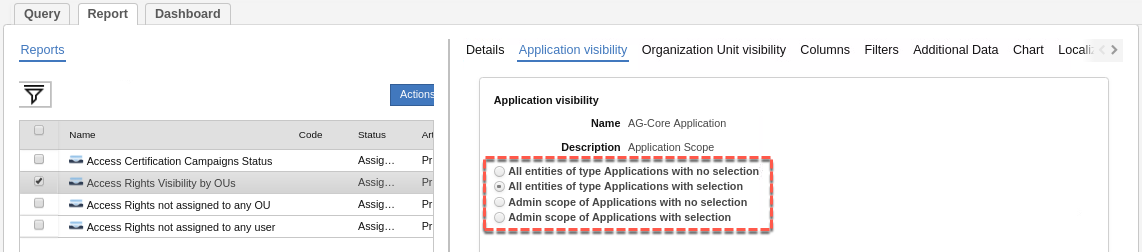 Query Report Dashboard
Reports
Actions
Name Code Status
Access Certification Campaigns Status Assig... Pr
Access Rights Visibility by OUs Assig... Pr
Access Rights not assigned to any OU Assig... Pr
Access Rights not assigned to any user Assig... Pr
Details Application visibility Organization Unit visibility Columns Filters Additional Data Chart
Application visibility
Name AG-Core Application
Description Application Scope
All entities of type Applications with no selection
All entities of type Applications with selection
Admin scope of Applications with no selection
Admin scope of Applications with selection